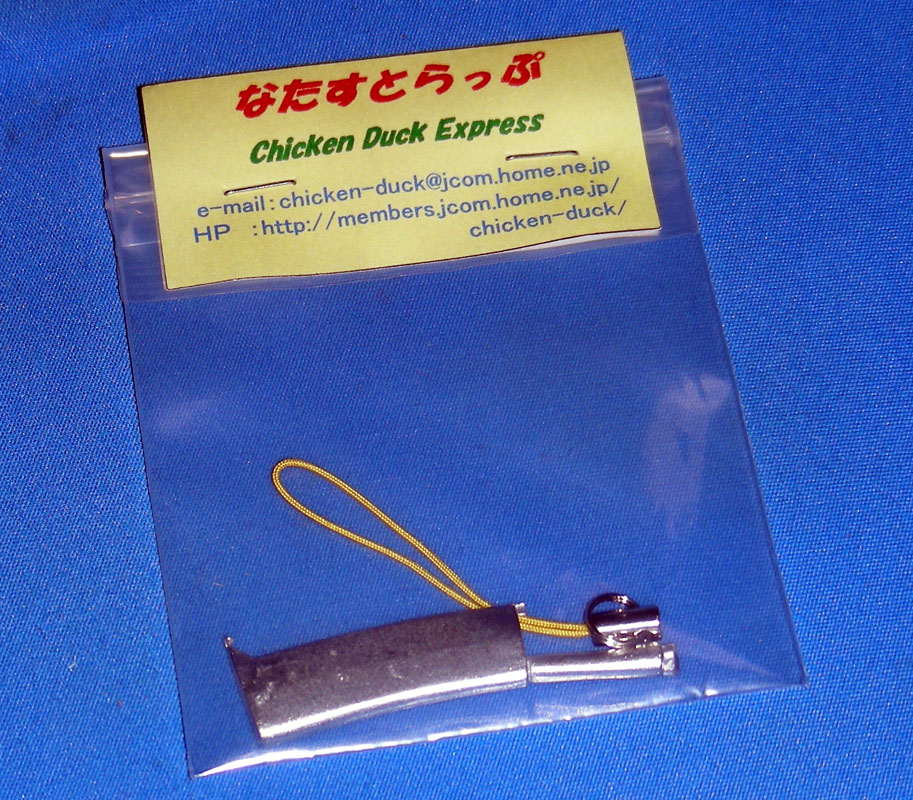 なたすとらっぷ
Chicken Duck Express
e-mail：chicken-duck@jcom.home.ne.jp
HP　：http://members.jcom.home.ne.jp/
chicken-duck/